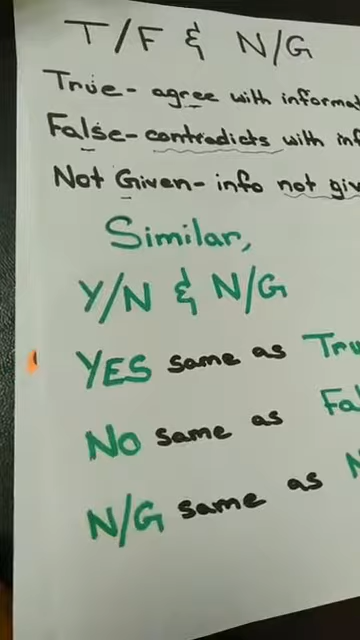 T/F & N/G
True- agree with informat
False- contradicts with inf
Not Given- info not giv
Similar,
Y/N & N/G
YES same as Tru
NO same as Fal
N/G same as N